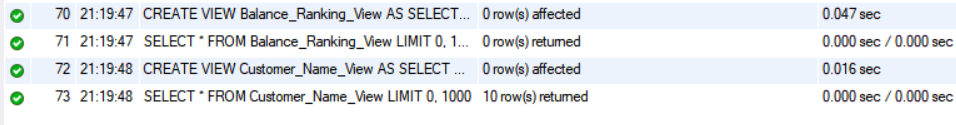 70 21:19:47 CREATE VIEW Balance_Ranking_View AS SELECT... 0 row(s) affected 0.047 sec
71 21:19:47 SELECT * FROM Balance_Ranking_View LIMIT 0, 1... 0 row(s) returned 0.000 sec / 0.000 sec
72 21:19:48 CREATE VIEW Customer_Name_View AS SELECT ... 0 row(s) affected 0.016 sec
73 21:19:48 SELECT * FROM Customer_Name_View LIMIT 0, 1000 10 row(s) returned 0.000 sec / 0.000 sec